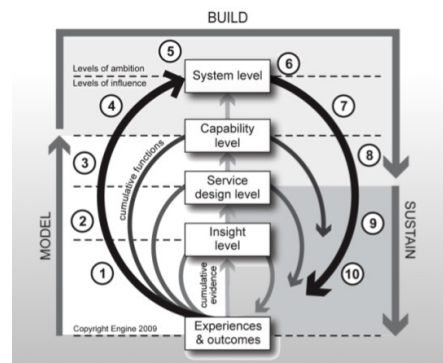 BUILD
5
6
Levels of ambition
Levels of influence
System level
4
7
Capability
level
3
8
cumulative functions
Service
design level
2
9
Insight
level
MODEL
SUSTAIN
1
10
cumulative
evidence
Copyright Engine 2009
Experiences
& outcomes